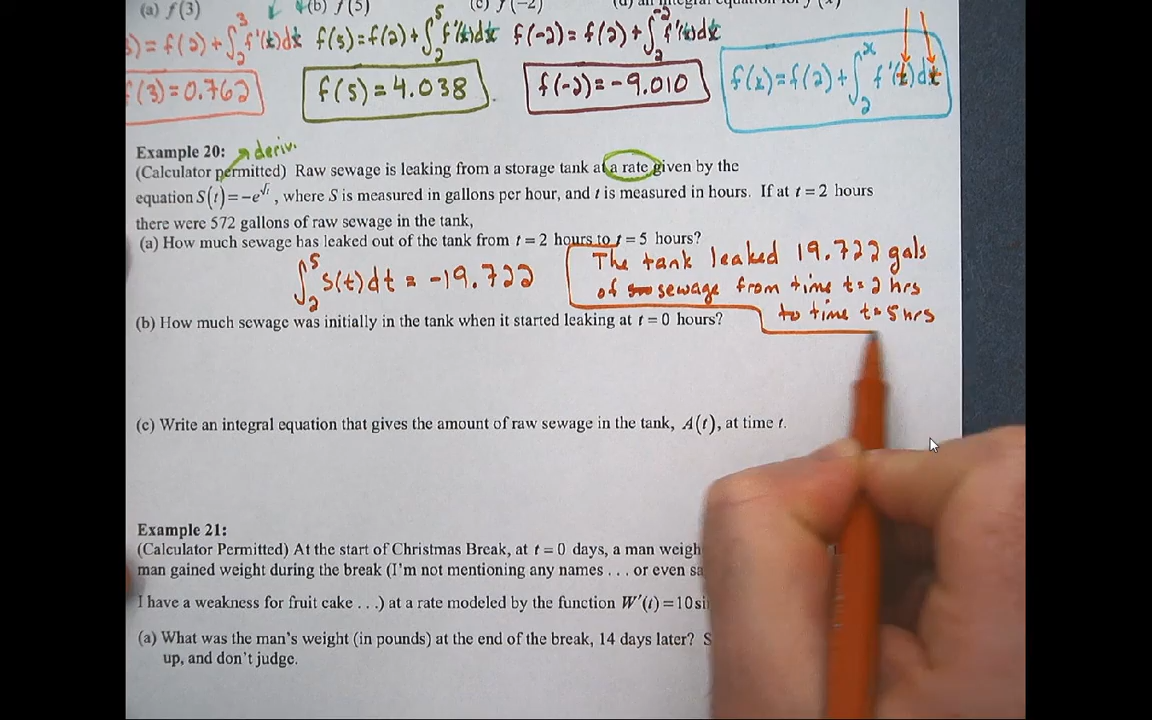 (a) f(3) (b) f(5) (c) f(−2)
3) = f(2) + ∫₂³ f'(t)dt f(5) = f(2) + ∫₂⁵ f'(t)dt f(-2) = f(2) + ∫₂⁻² f'(t)dt
f(3) = 0.762 f(5) = 4.038 f(-2) = -9.010 f(x) = f(2) + ∫₂ˣ f'(t)dt
Example 20: deriv.
(Calculator permitted) Raw sewage is leaking from a storage tank at a rate given by the
equation S(t) = −e^√t, where S is measured in gallons per hour, and t is measured in hours. If at t = 2 hours
there were 572 gallons of raw sewage in the tank,
(a) How much sewage has leaked out of the tank from t = 2 hours to t = 5 hours?
∫₂⁵ S(t)dt = -19.722
The tank leaked 19.722 gals
of sewage from time t=2 hrs
to time t=5 hrs
(b) How much sewage was initially in the tank when it started leaking at t = 0 hours?
(c) Write an integral equation that gives the amount of raw sewage in the tank, A(t), at time t.
Example 21:
(Calculator Permitted) At the start of Christmas Break, at t = 0 days, a man weigh
man gained weight during the break (I'm not mentioning any names . . . or even sa
I have a weakness for fruit cake . . .) at a rate modeled by the function W'(t) = 10si
(a) What was the man's weight (in pounds) at the end of the break, 14 days later? S
up, and don't judge.